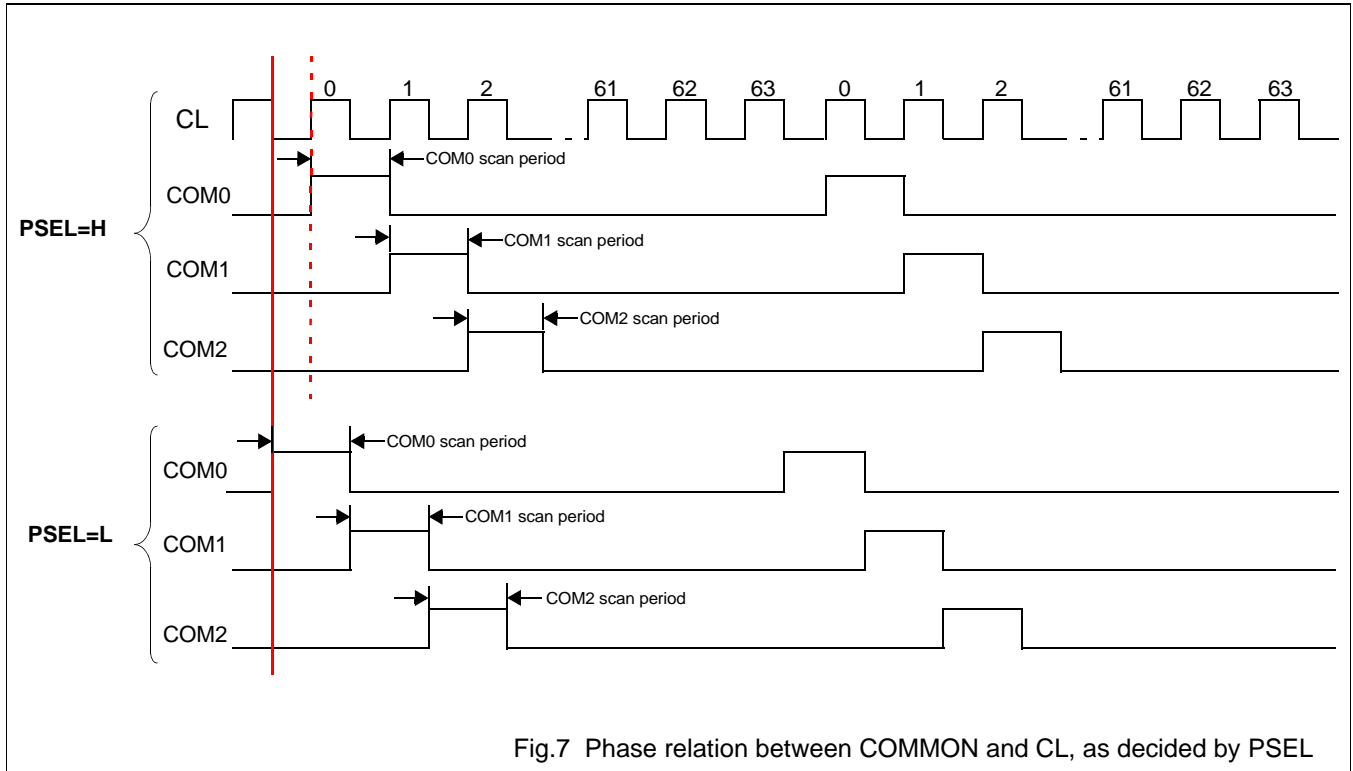 0 1 2 61 62 63 0 1 2 61 62 63
CL
COM0 scan period
COM0
PSEL=H
COM1 scan period
COM1
COM2 scan period
COM2
COM0 scan period
COM0
COM1 scan period
PSEL=L
COM1
COM2 scan period
COM2
Fig.7 Phase relation between COMMON and CL, as decided by PSEL